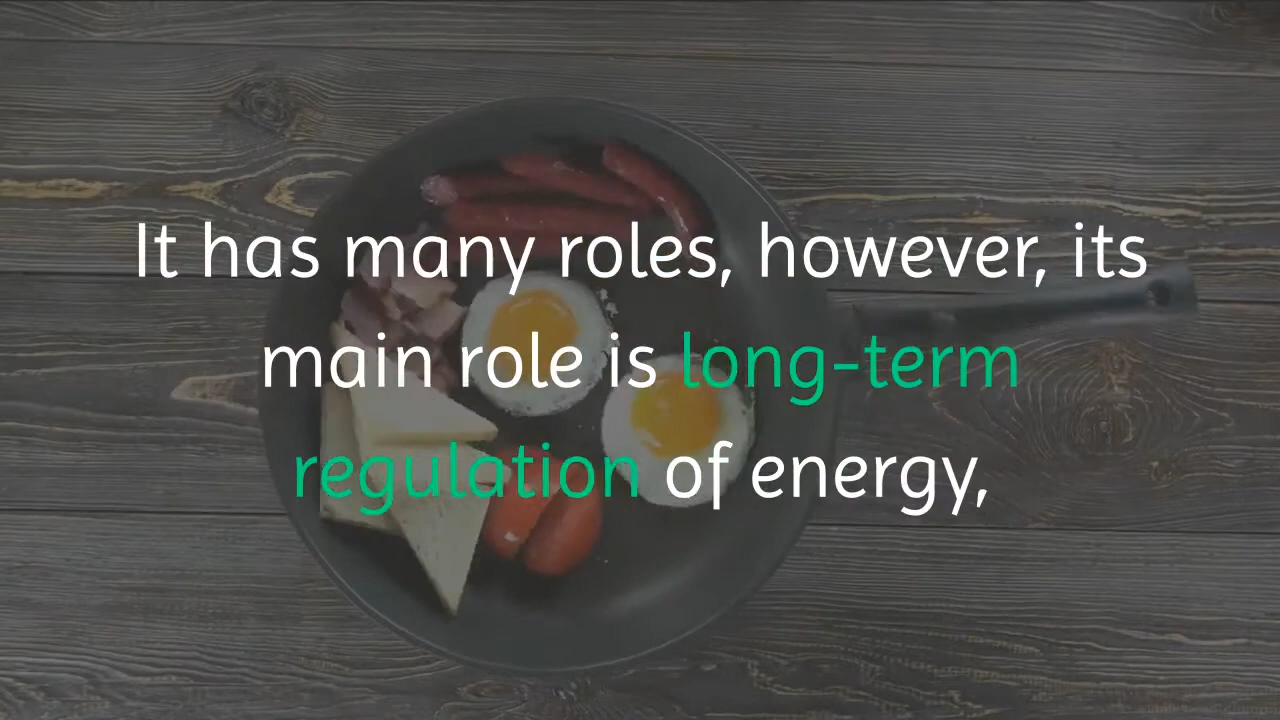 It has many roles, however, its
main role is long-term
regulation of energy,